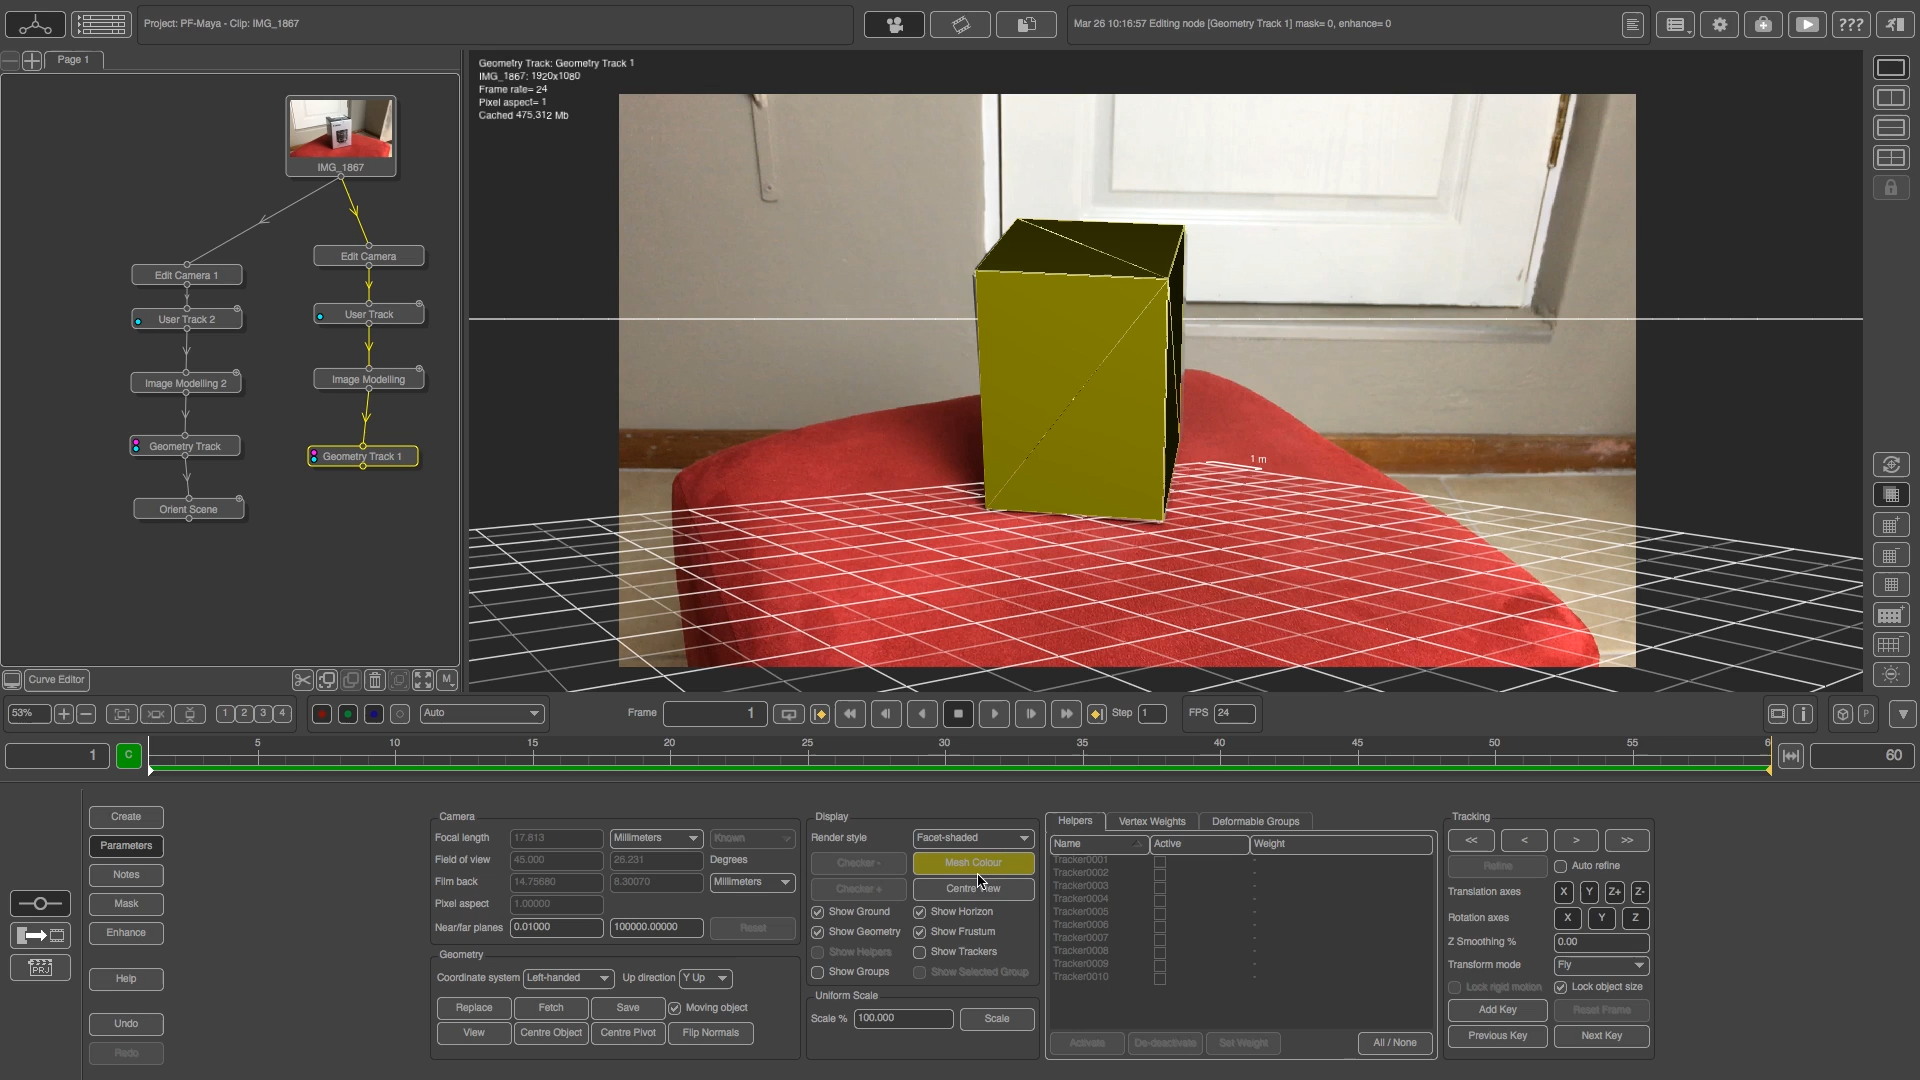 Project: PF-Maya - Clip: IMG_1867
Mar 26 10:16:57 Editing node [Geometry Track 1] mask= 0, enhance= 0
???
Page 1
Geometry Track: Geometry Track 1
IMG_1867: 1920x1080
Frame rate= 24
Pixel aspect= 1
Cached 475,312 Mb
IMG_1867
Edit Camera 1
Edit Camera
User Track 2
User Track
Image Modelling 2
Image Modelling
Geometry Track
Geometry Track 1
Orient Scene
1 m
Curve Editor
M
53%
1 2 3 4
Auto
Frame 1
Step 1
FPS 24
P
1
C
5 10 15 20 25 30 35 40 45 50 55 6
60
Create
Parameters
Notes
Mask
Enhance
Help
Undo
Redo
PRJ
Camera
Focal length 17.813 Millimeters Known
Field of view 45.000 26.231 Degrees
Film back 14.75680 8.30070 Millimeters
Pixel aspect 1.00000
Near/far planes 0.01000 100000.00000 Reset
Geometry
Coordinate system Left-handed Up direction Y Up
Replace Fetch Save Moving object
View Centre Object Centre Pivot Flip Normals
Display
Render style Facet-shaded
Checker - Mesh Colour
Checker + Centre View
Show Ground Show Horizon
Show Geometry Show Frustum
Show Helpers Show Trackers
Show Groups Show Selected Group
Uniform Scale
Scale % 100.000 Scale
Helpers Vertex Weights Deformable Groups
Name Active Weight
Tracker0001 -
Tracker0002 -
Tracker0003 -
Tracker0004 -
Tracker0005 -
Tracker0006 -
Tracker0007 -
Tracker0008 -
Tracker0009 -
Tracker0010 -
Activate De-deactivate Set Weight All / None
Tracking
<< < > >>
Refine Auto refine
Translation axes X Y Z+ Z-
Rotation axes X Y Z
Z Smoothing % 0.00
Transform mode Fly
Lock rigid motion Lock object size
Add Key Reset Frame
Previous Key Next Key